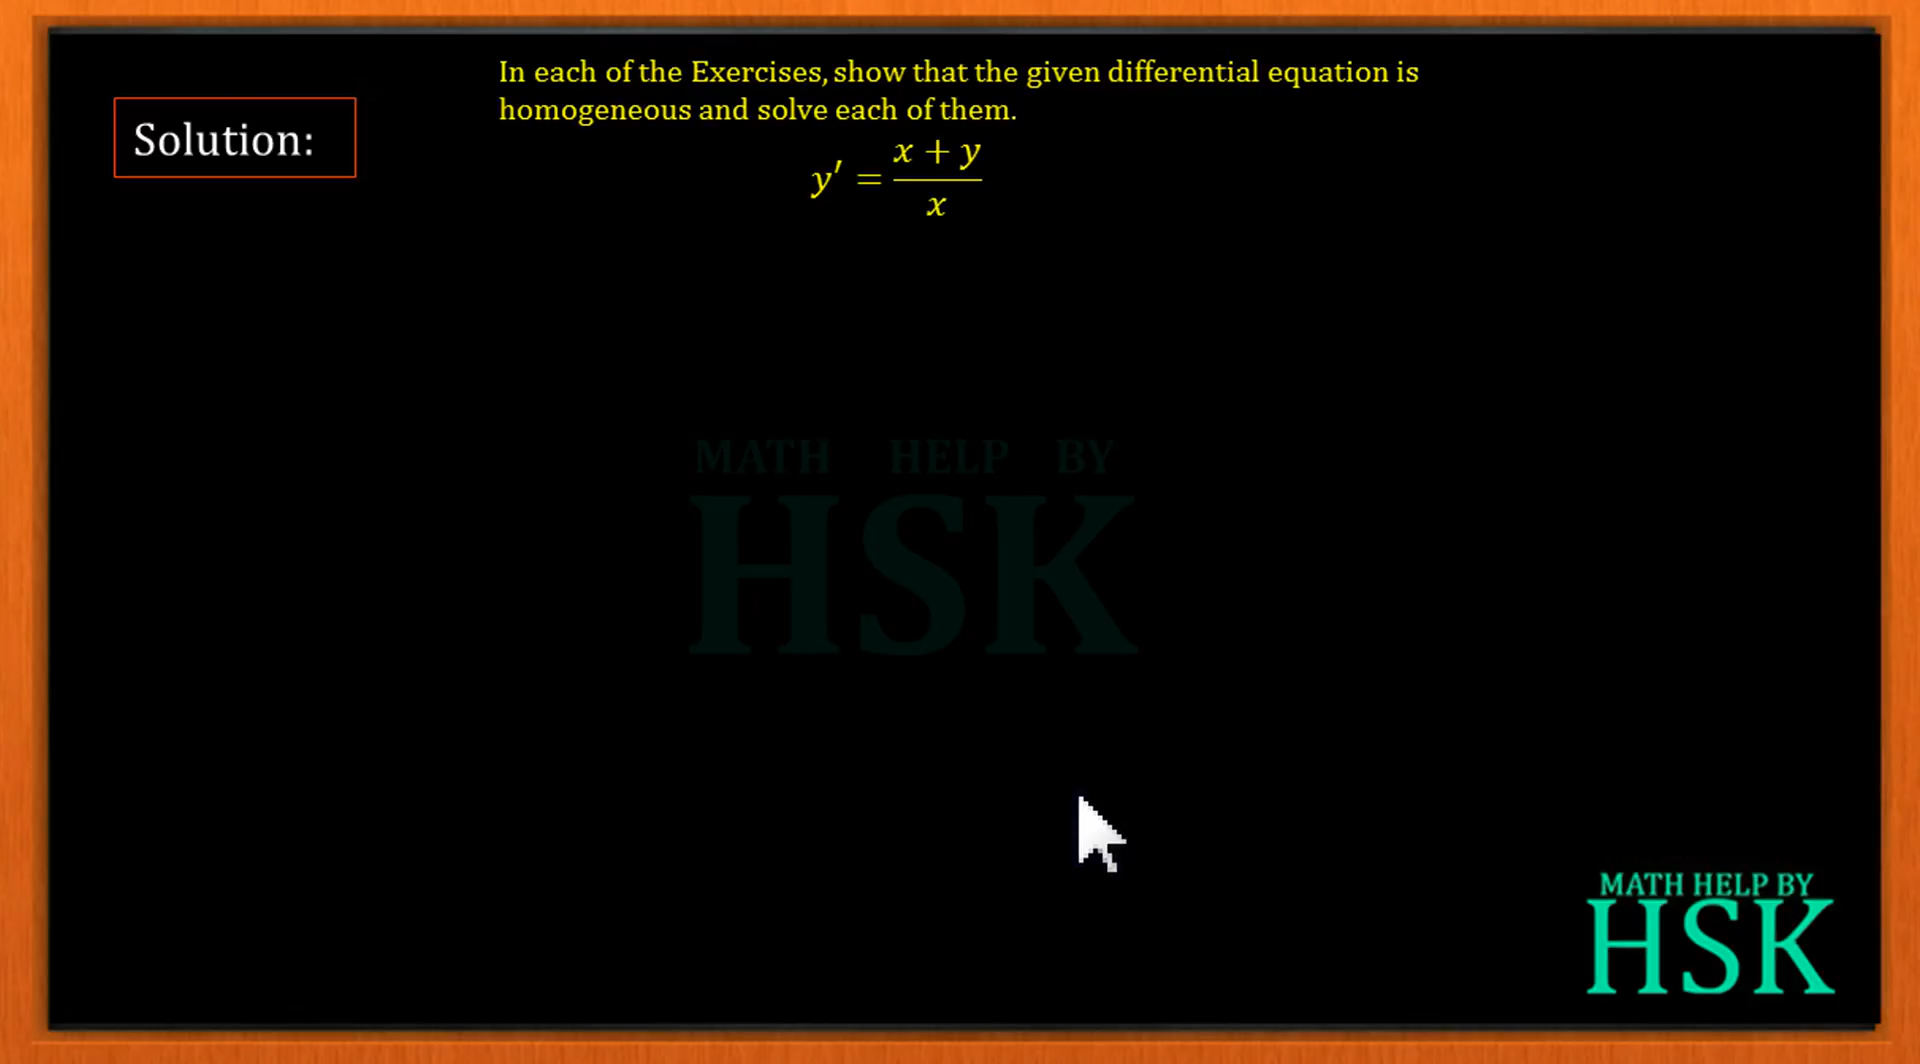 In each of the Exercises, show that the given differential equation is
homogeneous and solve each of them.
Solution:
y′ = (x + y)/x
MATH HELP BY
HSK
MATH HELP BY
HSK